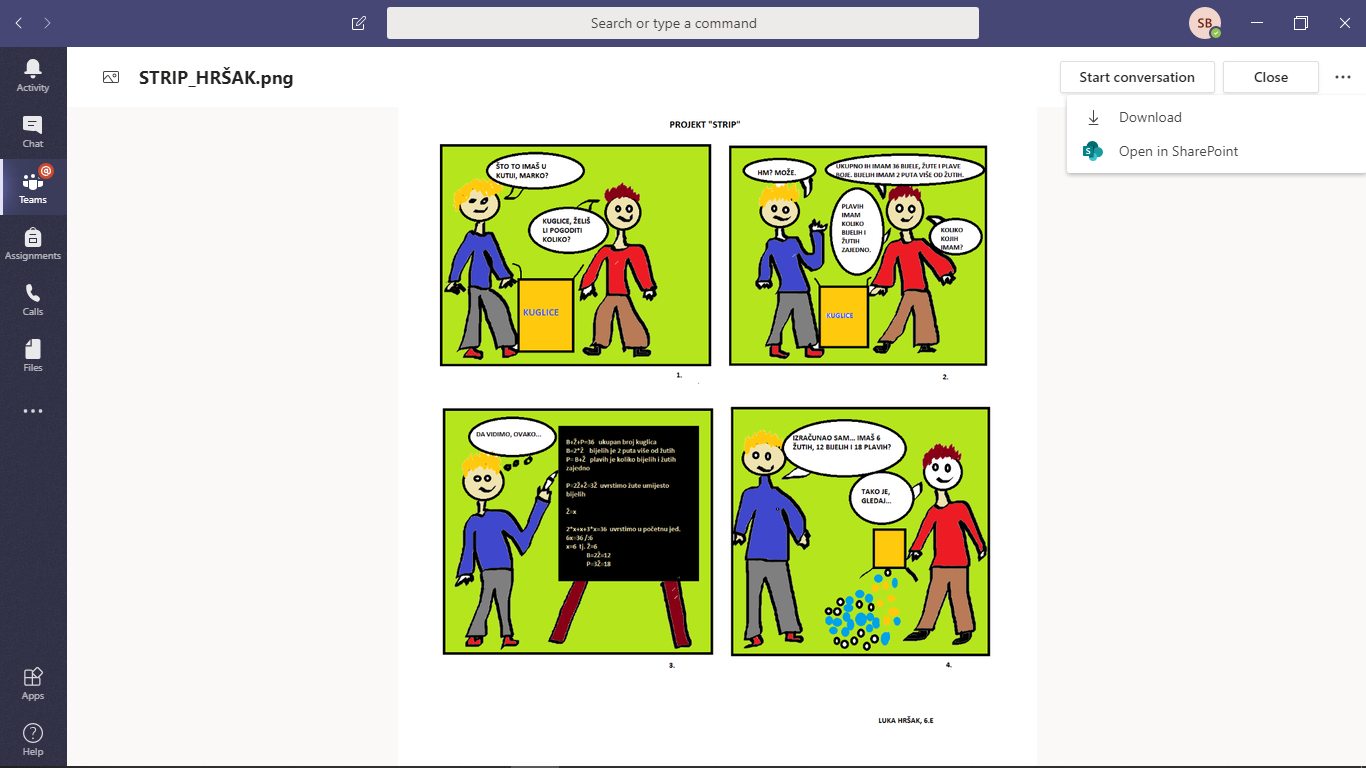 Search or type a command
SB
Activity
Chat
Teams
Assignments
Calls
Files
Apps
Help
STRIP_HRŠAK.png
Start conversation
Close
Download
Open in SharePoint
PROJEKT "STRIP"
ŠTO TO IMAŠ U
KUTIJI, MARKO?
KUGLICE, ŽELIŠ
LI POGODITI
KOLIKO?
KUGLICE
1.
HM? MOŽE.
UKUPNO IH IMAM 36 BIJELE, ŽUTE I PLAVE
BOJE. BIJELIH IMAM 2 PUTA VIŠE OD ŽUTIH.
PLAVIH
IMAM
KOLIKO
BIJELIH I
ŽUTIH
ZAJEDNO.
KOLIKO
KOJIH
IMAM?
KUGLICE
2.
DA VIDIMO, OVAKO...
B+Ž+P=36 ukupan broj kuglica
B=2*Ž bijelih je 2 puta više od žutih
P= B+Ž plavih je koliko bijelih i žutih
zajedno
P=2Ž+Ž=3Ž uvrstimo žute umijesto
bijelih
Ž=x
2*x+x+3*x=36 uvrstimo u početnu jed.
6x=36 /:6
x=6 tj. Ž=6
B=2Ž=12
P=3Ž=18
3.
IZRAČUNAO SAM... IMAŠ 6
ŽUTIH, 12 BIJELIH I 18 PLAVIH?
TAKO JE,
GLEDAJ...
4.
LUKA HRŠAK, 6.E